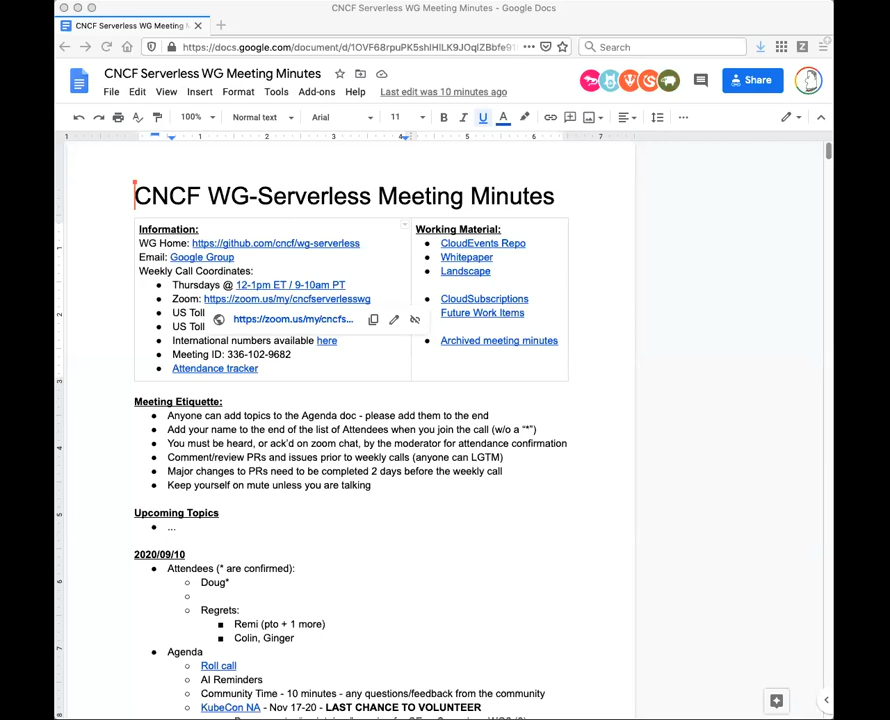 CNCF Serverless WG Meeting Minutes - Google Docs
CNCF Serverless WG Meeting M
https://docs.google.com/document/d/1OVF68rpuPK5shIHILK9JOqlZBbfe91
Search
CNCF Serverless WG Meeting Minutes
File Edit View Insert Format Tools Add-ons Help Last edit was 10 minutes ago
Share
100% Normal text Arial 11 B I U A
1 1 2 3 4 5 6 7
CNCF WG-Serverless Meeting Minutes
Information:
WG Home: https://github.com/cncf/wg-serverless
Email: Google Group
Weekly Call Coordinates:
● Thursdays @ 12-1pm ET / 9-10am PT
● Zoom: https://zoom.us/my/cncfserverlesswg
● US Toll
https://zoom.us/my/cncfs...
● US Toll
● International numbers available here
● Meeting ID: 336-102-9682
● Attendance tracker
Working Material:
● CloudEvents Repo
● Whitepaper
● Landscape
● CloudSubscriptions
Future Work Items
● Archived meeting minutes
Meeting Etiquette:
● Anyone can add topics to the Agenda doc - please add them to the end
● Add your name to the end of the list of Attendees when you join the call (w/o a “*”)
● You must be heard, or ack’d on zoom chat, by the moderator for attendance confirmation
● Comment/review PRs and issues prior to weekly calls (anyone can LGTM)
● Major changes to PRs need to be completed 2 days before the weekly call
● Keep yourself on mute unless you are talking
Upcoming Topics
● ...
2020/09/10
● Attendees (* are confirmed):
○ Doug*
○
○ Regrets:
■ Remi (pto + 1 more)
■ Colin, Ginger
● Agenda
○ Roll call
○ AI Reminders
○ Community Time - 10 minutes - any questions/feedback from the community
○ KubeCon NA - Nov 17-20 - LAST CHANCE TO VOLUNTEER